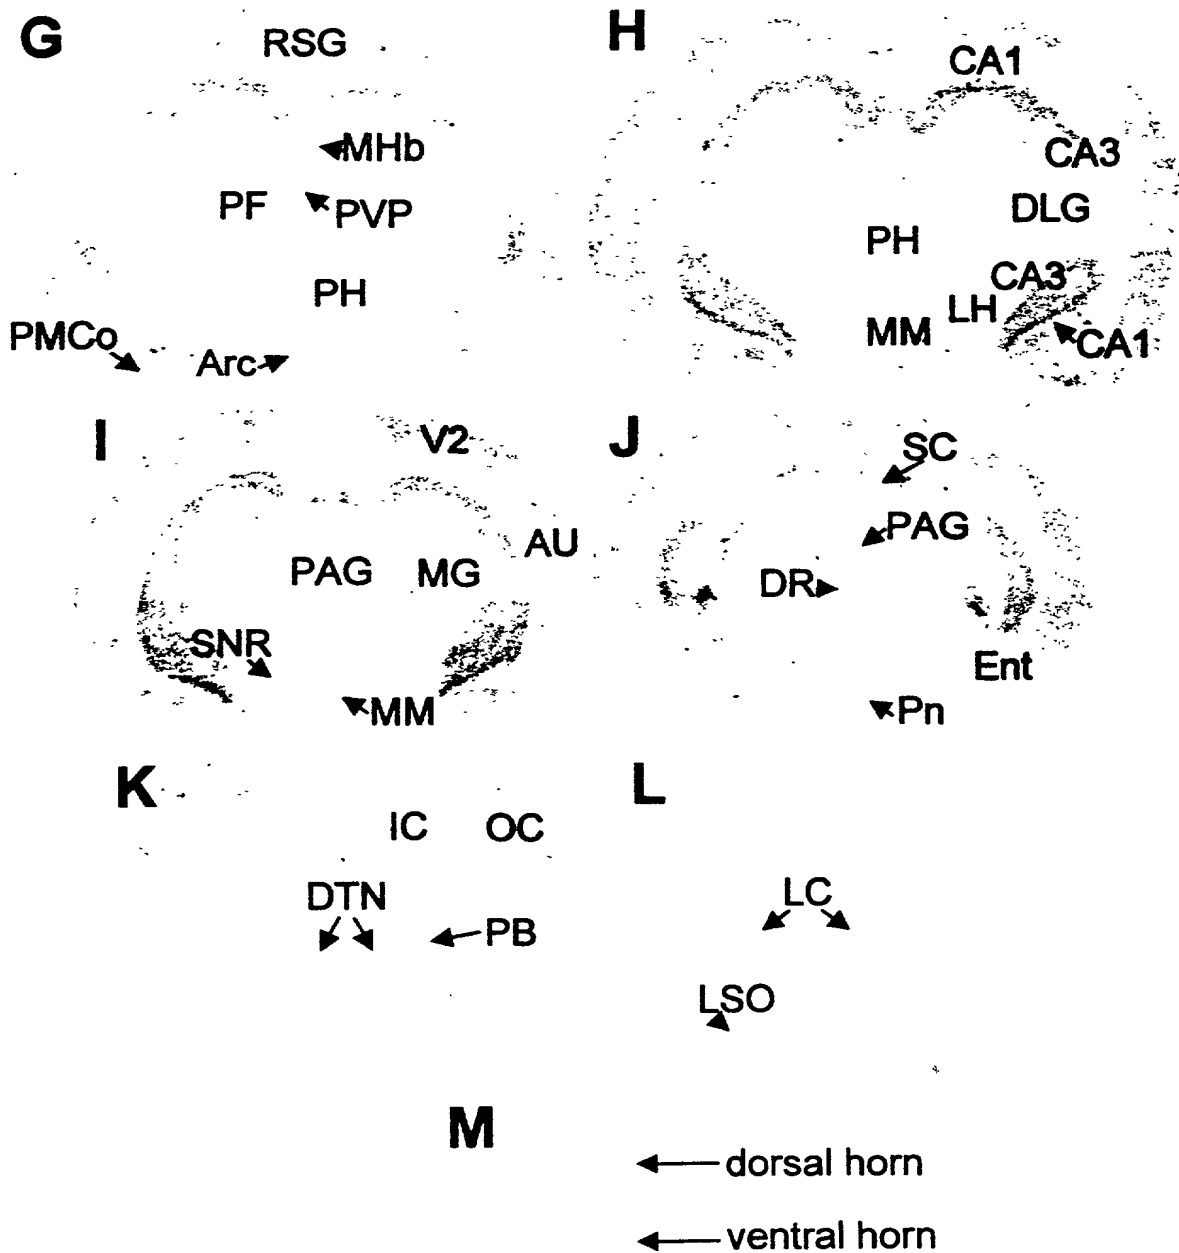 G
RSG
MHb
PF
PVP
PH
PMCo
Arc
H
CA1
CA3
DLG
PH
CA3
LH
MM
CA1
I
V2
AU
PAG
MG
SNR
MM
J
SC
PAG
DR
Ent
Pn
K
IC
OC
DTN
PB
L
LC
LSO
M
dorsal horn
ventral horn